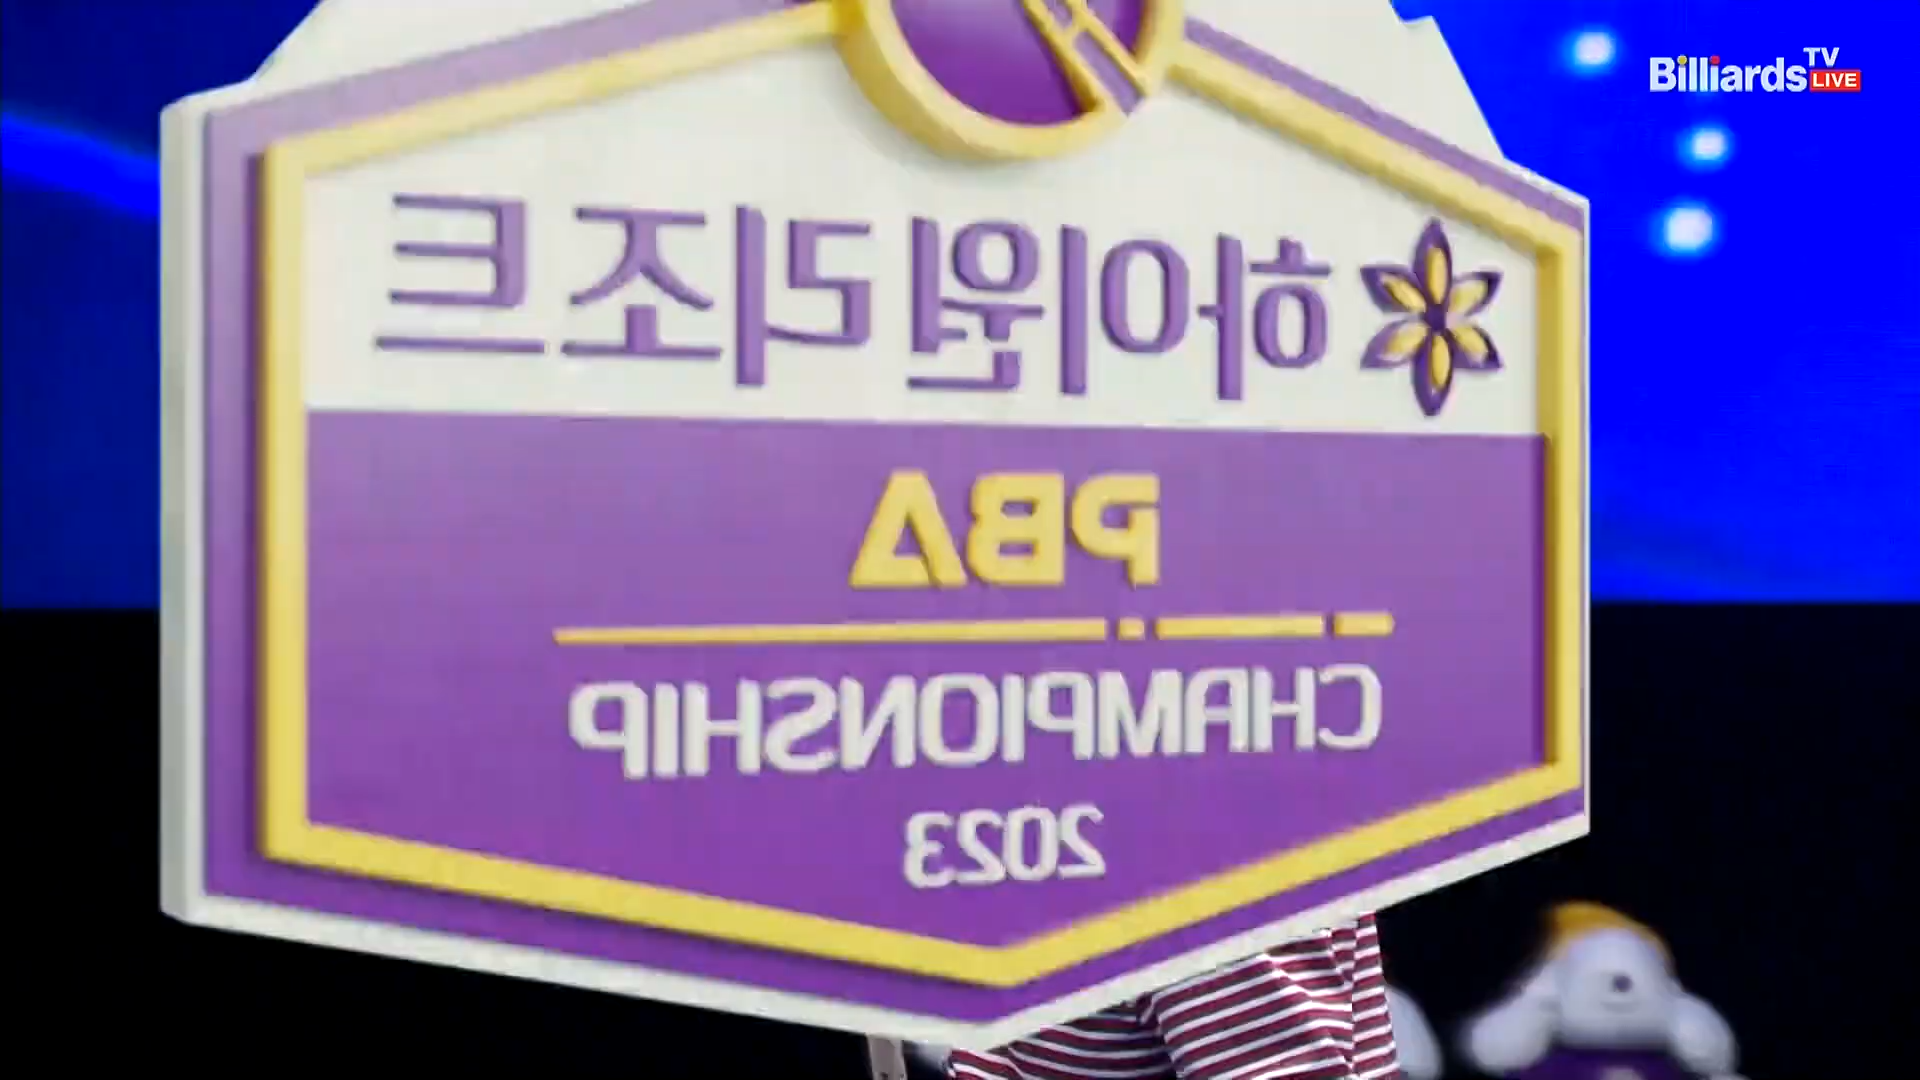 Billiards TV
LIVE
하이원리조트
PBA
CHAMPIONSHIP
2023